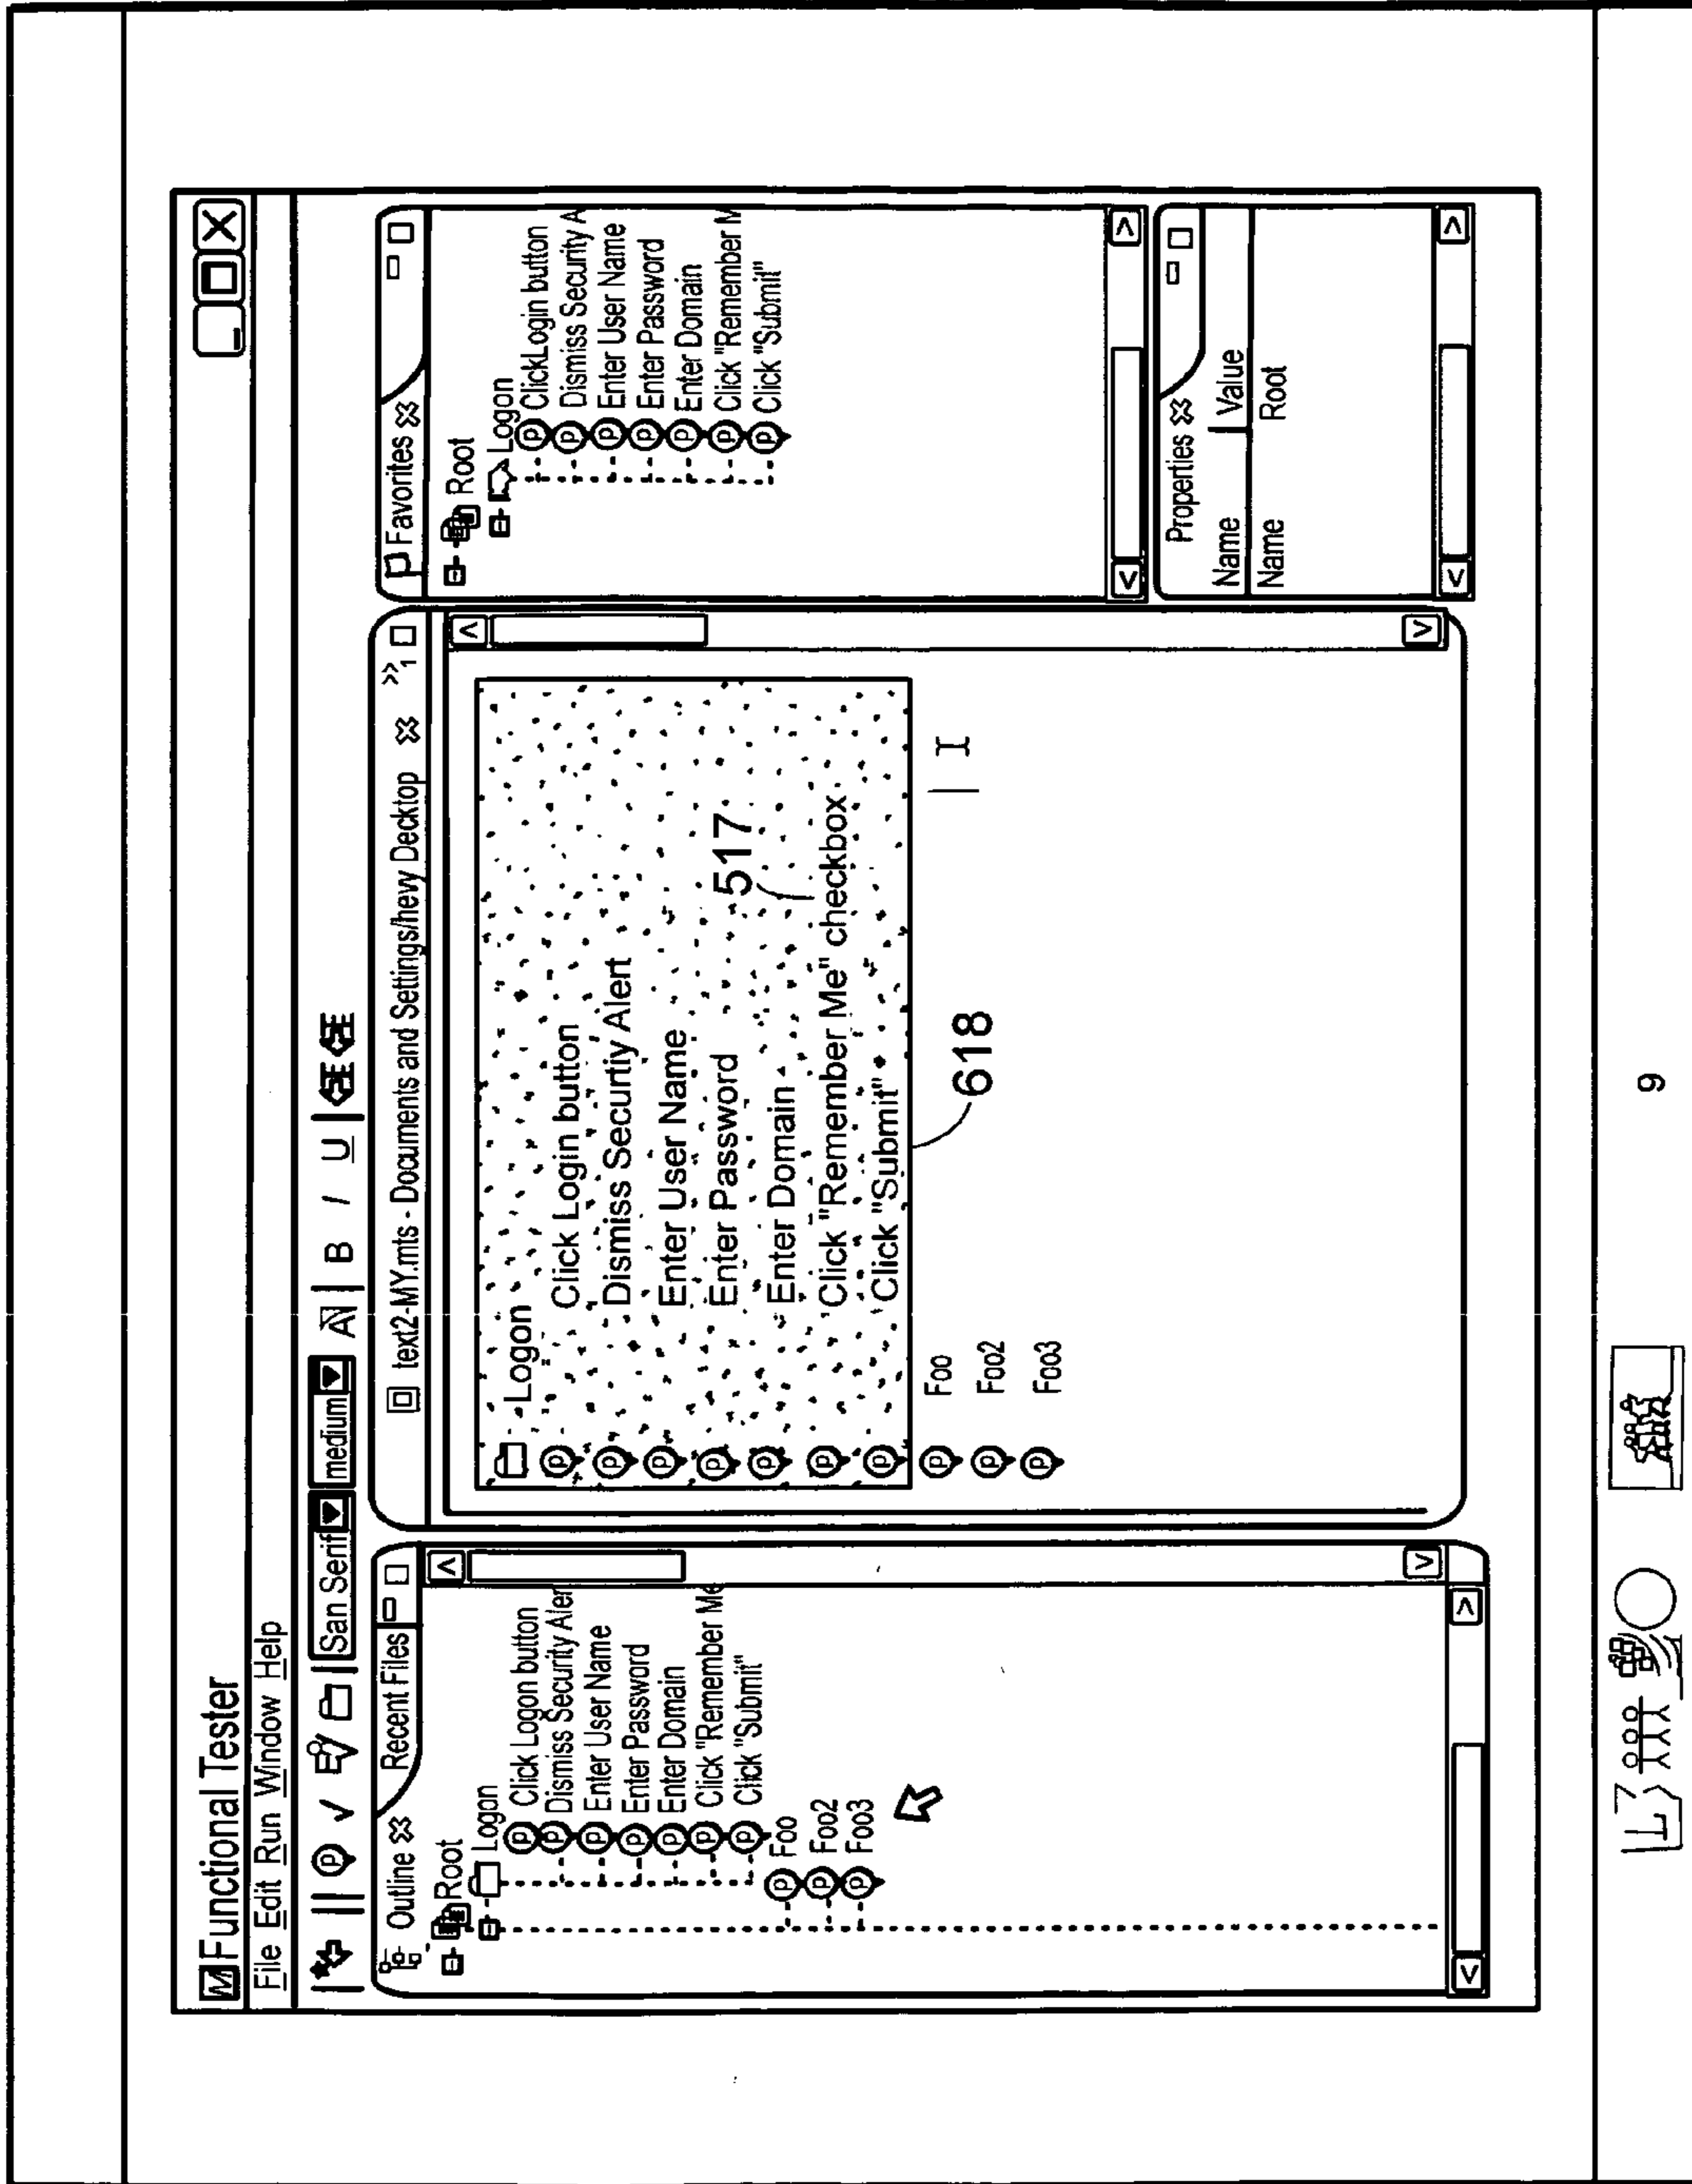 Functional Tester
File Edit Run Window Help
San Serif medium A B I U
Outline Recent Files
Root
Logon
Click Logon button
Dismiss Security Aler
Enter User Name
Enter Password
Enter Domain
Click "Remember Me
Click "Submit"
Foo
Foo2
Foo3
text2-MY.mts - Documents and Settings/hevy Decktop
Logon
Click Login button
Dismiss Securtiy Alert
Enter User Name
Enter Password
517
Enter Domain
Click "Remember Me" checkbox
Click "Submit"
618
Foo
Foo2
Foo3
Favorites
Root
Logon
ClickLogin button
Dismiss Security A
Enter User Name
Enter Password
Enter Domain
Click "Remember M
Click "Submit"
Properties
Name Value
Name Root
9